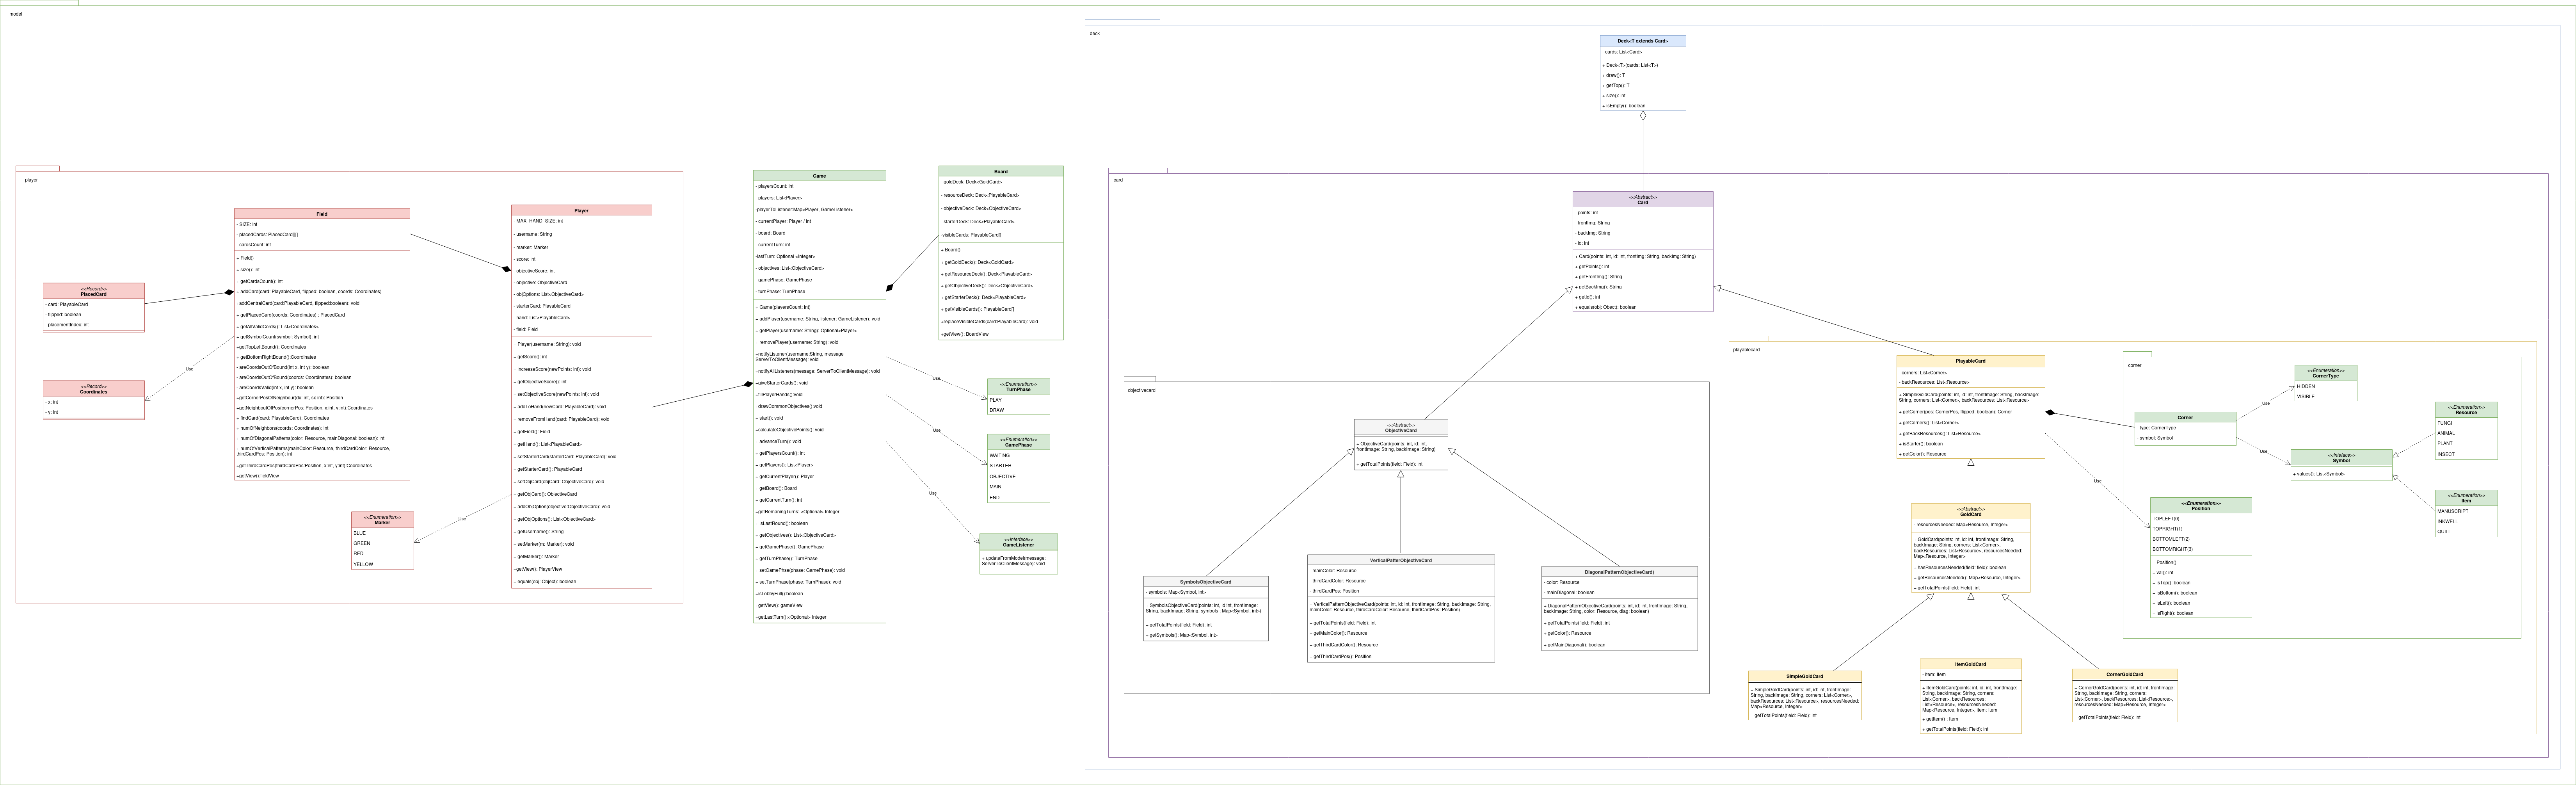 model
player
Field
- SIZE: int
- placedCards: PlacedCard[][]
- cardsCount: int
+ Field()
+ size(): int
+ getCardsCount(): int
+ addCard(card: PlayableCard, flipped: boolean, coords: Coordinates)
+addCentralCard(card:PlayableCard, flipped:boolean): void
+ getPlacedCard(coords: Coordinates) : PlacedCard
+ getAllValidCords(): List<Coordinates>
+ getSymbolCount(symbol: Symbol): int
+getTopLeftBound(): Coordinates
+ getBottomRightBound():Coordinates
- areCoordsOutOfBound(int x, int y): boolean
- areCoordsOutOfBound(coords: Coordinates): boolean
- areCoordsValid(int x, int y): boolean
+getCornerPosOfNeighbour(dx: int, sx int): Position
+getNeighboutOfPos(cornerPos: Position, x:int, y:int):Coordinates
+ findCard(card: PlayableCard): Coordinates
+ numOfNeighbors(coords: Coordinates): int
+ numOfDiagonalPatterns(color: Resource, mainDiagonal: boolean): int
+ numOfVerticalPatterns(mainColor: Resource, thirdCardColor: Resource,
thirdCardPos: Position): int
+getThirdCardPos(thirdCardPos:Position, x:int, y:int):Coordinates
+getView():fieldView
<<Record>>
PlacedCard
- card: PlayableCard
- flipped: boolean
- placementIndex: int
<<Record>>
Coordinates
- x: int
- y: int
Use
<<Enumeration>>
Marker
BLUE
GREEN
RED
YELLOW
Use
Player
- MAX_HAND_SIZE: int
- username: String
- marker: Marker
- score: int
- objectiveScore: int
- objective: ObjectiveCard
- objOptions: List<ObjectiveCard>
- starterCard: PlayableCard
- hand: List<PlayableCard>
- field: Field
+ Player(username: String): void
+ getScore(): int
+ increaseScore(newPoints: int): void
+ getObjectiveScore(): int
+ setObjectiveScore(newPoints: int): void
+ addToHand(newCard: PlayableCard): void
+ removeFromHand(card: PlayableCard): void
+ getField(): Field
+ getHand(): List<PlayableCard>
+ setStarterCard(starterCard: PlayableCard): void
+ getStarterCard(): PlayableCard
+ setObjCard(objCard: ObjectiveCard): void
+ getObjCard(): ObjectiveCard
+ addObjOption(objective:ObjectiveCard): void
+ getObjOptions(): List<ObjectiveCard>
+ getUsername(): String
+ setMarker(m: Marker): void
+ getMarker(): Marker
+getView(): PlayerView
+ equals(obj: Object): boolean
Game
- playersCount: int
- players: List<Player>
-playerToListener:Map<Player, GameListener>
- currentPlayer: Player / int
- board: Board
- currentTurn: int
-lastTurn: Optional <Integer>
- objectives: List<ObjectiveCard>
- gamePhase: GamePhase
- turnPhase: TurnPhase
+ Game(playersCount: int)
+ addPlayer(username: String, listener: GameListener): void
+ getPlayer(username: String): Optional<Player>
+ removePlayer(username: String): void
+notifyListener(username:String, message
ServerToClientMessage): void
+notifyAllListeners(message: ServerToClientMessage): void
+giveStarterCards(): void
+fillPlayerHands():void
+drawCommonObjectives():void
+ start(): void
+calculateObjectivePoints(): void
+ advanceTurn(): void
+ getPlayersCount(): int
+ getPlayers(): List<Player>
+ getCurrentPlayer(): Player
+ getBoard(): Board
+ getCurrentTurn(): int
+getRemainingTurns: <Optional> Integer
+ isLastRound(): boolean
+ getObjectives(): List<ObjectiveCard>
+ getGamePhase(): GamePhase
+ getTurnPhase(): TurnPhase
+ setGamePhse(phase: GamePhase): void
+ setTurnPhase(phase: TurnPhase): void
+isLobbyFull():boolean
+getView(): gameView
+getLastTurn():<Optional> Integer
Board
- goldDeck: Deck<GoldCard>
- resourceDeck: Deck<PlayableCard>
- objectiveDeck: Deck<ObjectiveCard>
- starterDeck: Deck<PlayableCard>
-visibleCards: PlayableCard[]
+ Board()
+ getGoldDeck(): Deck<GoldCard>
+ getResourceDeck(): Deck<PlayableCard>
+ getObjectiveDeck(): Deck<ObjectiveCard>
+ getStarterDeck(): Deck<PlayableCard>
+ getVisibleCards(): PlayableCard[]
+replaceVisibleCards(card:PlayableCard): void
+getView(): BoardView
Use
<<Enumeration>>
TurnPhase
PLAY
DRAW
Use
<<Enumeration>>
GamePhase
WAITING
STARTER
OBJECTIVE
MAIN
END
Use
<<Interface>>
GameListener
+ updateFromModel(message:
ServerToClientMessage): void
deck
Deck<T extends Card>
- cards: List<Card>
+ Deck<T>(cards: List<T>)
+ draw(): T
+ getTop(): T
+ size(): int
+ isEmpty(): boolean
card
<<Abstract>>
Card
- points: int
- frontImg: String
- backImg: String
- id: int
+ Card(points: int, id: int, frontImg: String, backImg: String)
+ getPoints(): int
+ getFrontImg(): String
+ getBackImg(): String
+ getId(): int
+ equals(obj: Obect): boolean
objectivecard
<<Abstract>>
ObjectiveCard
+ ObjectiveCard(points: int, id: int,
frontImage: String, backImage: String)
+ getTotalPoints(field: Field): int
SymbolsObjectiveCard
- symbols: Map<Symbol, int>
+ SymbolsObjectiveCard(points: int, id:int, frontImage:
String, backImage: String, symbols : Map<Symbol, int>)
+ getTotalPoints(field: Field): int
+ getSymbols(): Map<Symbol, int>
VerticalPatterObjectiveCard
- mainColor: Resource
- thirdCardColor: Resource
- thirdCardPos: Position
+ VerticalPatternObjectiveCard(points: int, id: int, frontImage: String, backImage: String,
mainColor: Resource, thirdCardColor: Resource, thirdCardPos: Position)
+ getTotalPoints(field: Field): int
+ getMainColor(): Resource
+ getThirdCardColor(): Resource
+ getThirdCardPos(): Position
DiagonalPatternObjectiveCard)
- color: Resource
- mainDiagonal: boolean
+ DiagonalPatternObjectiveCard(points: int, id: int, frontImage: String,
backImage: String, color: Resource, diag: boolean)
+ getTotalPoints(field: Field): int
+ getColor(): Resource
+ getMainDiagonal(): boolean
playablecard
PlayableCard
- corners: List<Corner>
- backResources: List<Resource>
+ SimpleGoldCard(points: int, id: int, frontImage: String, backImage:
String, corners: List<Corner>, backResources: List<Resource>
+ getCorner(pos: CornerPos, flipped: boolean): Corner
+ getCorners(): List<Corner>
+ getBackResources(): List<Resource>
+ isStarter(): boolean
+ getColor(): Resource
<<Abstract>>
GoldCard
- resourcesNeeded: Map<Resource, Integer>
+ GoldCard(points: int, id: int, frontImage: String,
backImage: String, corners: List<Corner>,
backResources: List<Resource>, resourcesNeeded:
Map<Resource, Integer>
+ hasResourcesNeeded(field: field): boolean
+ getResourcesNeeded(): Map<Resource, Integer>
+ getTotalPoints(field: Field): int
SimpleGoldCard
+ SimpleGoldCard(points: int, id: int, frontImage:
String, backImage: String, corners: List<Corner>,
backResources: List<Resource>, resourcesNeeded:
Map<Resource, Integer>
+ getTotalPoints(field: Field): int
ItemGoldCard
- item: Item
+ ItemGoldCard(points: int, id: int, frontImage:
String, backImage: String, corners:
List<Corner>, backResources:
List<Resource>, resourcesNeeded:
Map<Resource, Integer>, item: Item
+ getItem() : Item
+ getTotalPoints(field: Field): int
CornerGoldCard
+ CornerGoldCard(points: int, id: int, frontImage:
String, backImage: String, corners:
List<Corner>, backResources: List<Resource>,
resourcesNeeded: Map<Resource, Integer>
+ getTotalPoints(field: Field): int
corner
Use
<<Enumeration>>
CornerType
HIDDEN
VISIBLE
Corner
- type: CornerType
- symbol: Symbol
Use
Use
<<Interface>>
Symbol
+ values(): List<Symbol>
<<Enumeration>>
Resource
FUNGI
ANIMAL
PLANT
INSECT
<<Enumeration>>
Item
MANUSCRIPT
INKWELL
QUILL
<<Enumeration>>
Position
TOPLEFT(0)
TOPRIGHT(1)
BOTTOMLEFT(2)
BOTTOMRIGHT(3)
+ Position()
+ val(): int
+ isTop(): boolean
+ isBottom(): boolean
+ isLeft(): boolean
+ isRight(): boolean